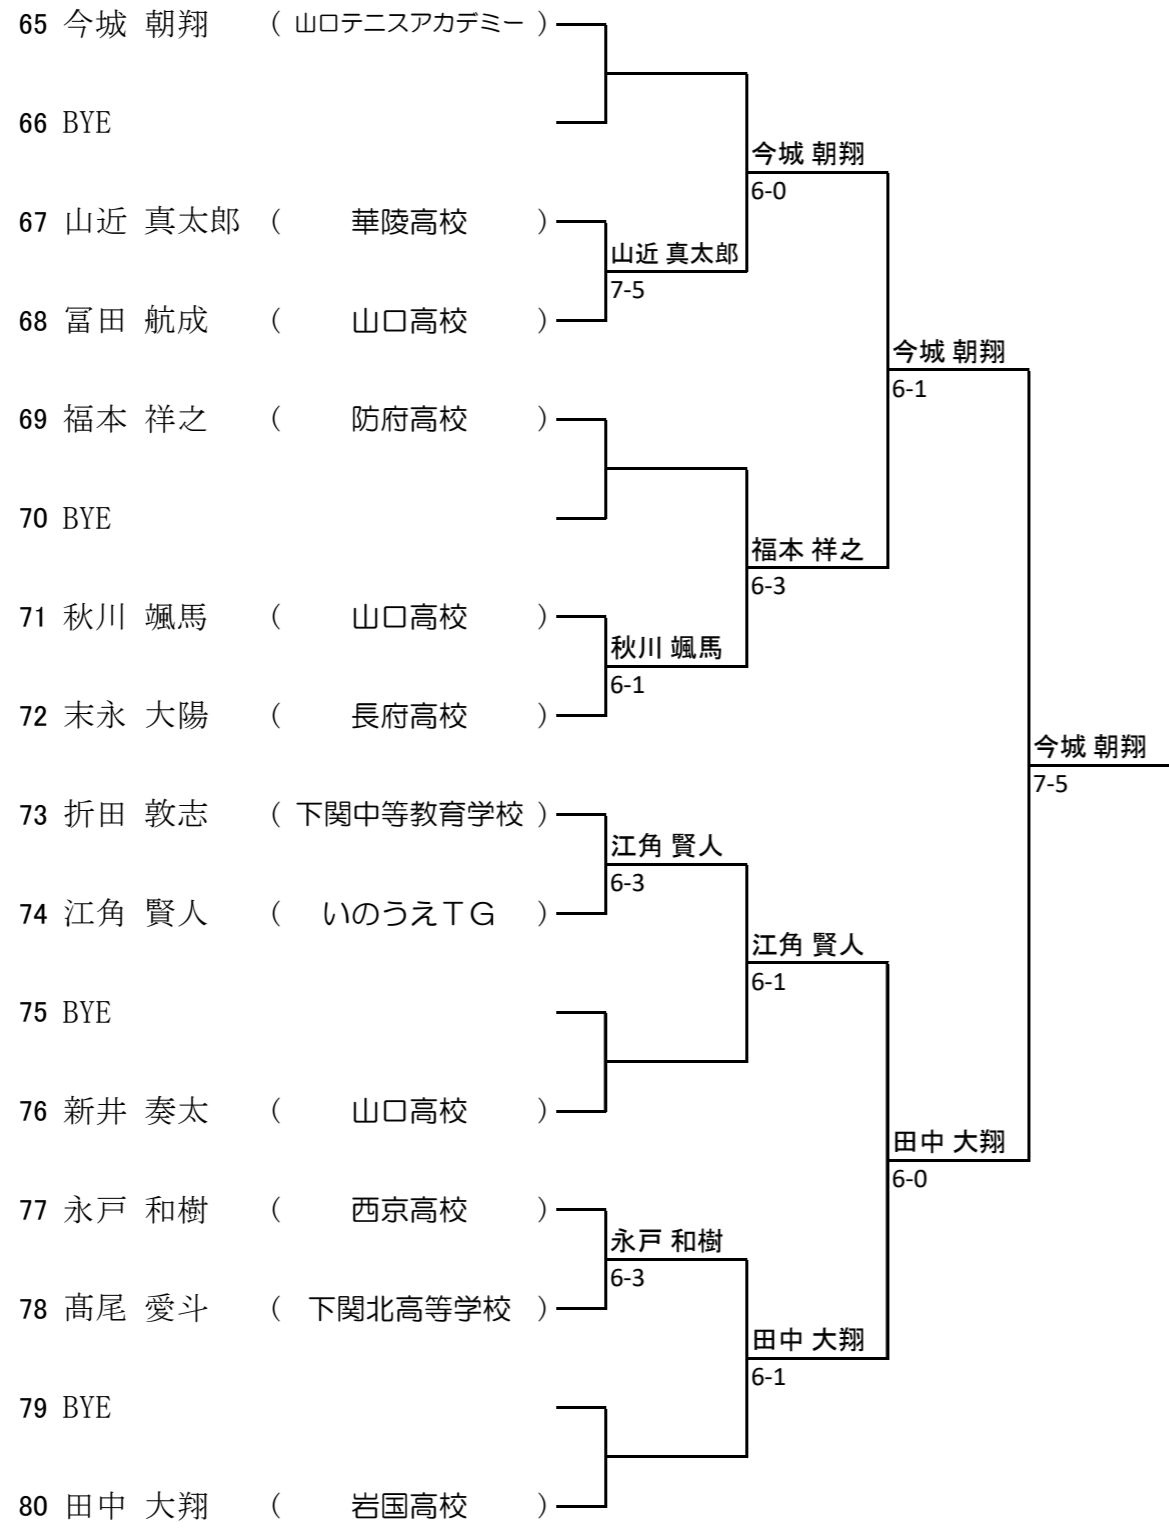 65 今城 朝翔 ( 山口テニスアカデミー )
66 BYE
今城 朝翔
6-0
67 山近 真太郎 ( 華陵高校 )
山近 真太郎
7-5
68 冨田 航成 ( 山口高校 )
今城 朝翔
6-1
69 福本 祥之 ( 防府高校 )
70 BYE
福本 祥之
6-3
71 秋川 颯馬 ( 山口高校 )
秋川 颯馬
6-1
72 末永 大陽 ( 長府高校 )
今城 朝翔
7-5
73 折田 敦志 ( 下関中等教育学校 )
江角 賢人
6-3
74 江角 賢人 ( いのうえTG )
江角 賢人
6-1
75 BYE
76 新井 奏太 ( 山口高校 )
田中 大翔
6-0
77 永戸 和樹 ( 西京高校 )
永戸 和樹
6-3
78 髙尾 愛斗 ( 下関北高等学校 )
田中 大翔
6-1
79 BYE
80 田中 大翔 ( 岩国高校 )